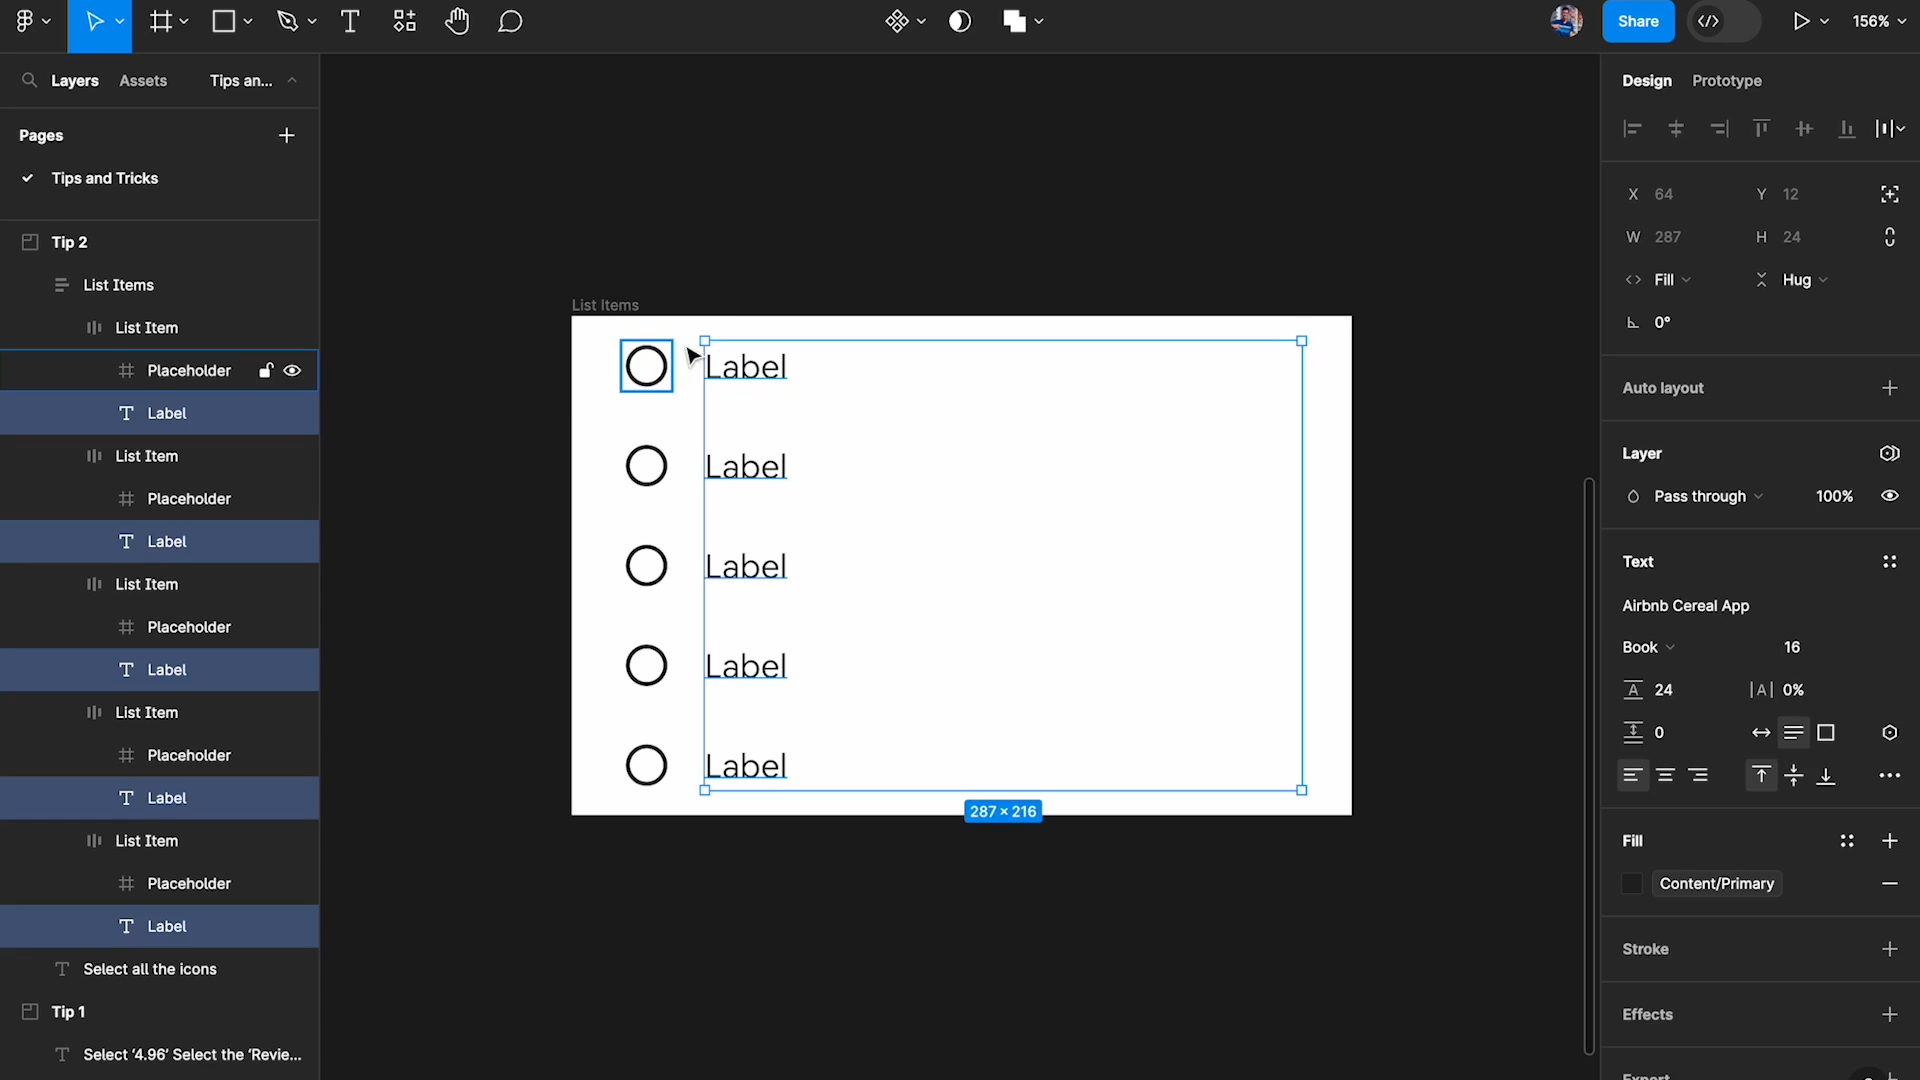 Share
156%
Layers
Assets
Tips an...
Pages
Tips and Tricks
Tip 2
List Items
List Item
Placeholder
Label
List Item
Placeholder
Label
List Item
Placeholder
Label
List Item
Placeholder
Label
List Item
Placeholder
Label
Select all the icons
Tip 1
Select ‘4.96’ Select the ‘Revie...
List Items
Label
Label
Label
Label
Label
287 × 216
Design
Prototype
X 64
Y 12
W 287
H 24
Fill
Hug
0°
Auto layout
Layer
Pass through
100%
Text
Airbnb Cereal App
Book
16
24
0%
0
Fill
Content/Primary
Stroke
Effects
Export